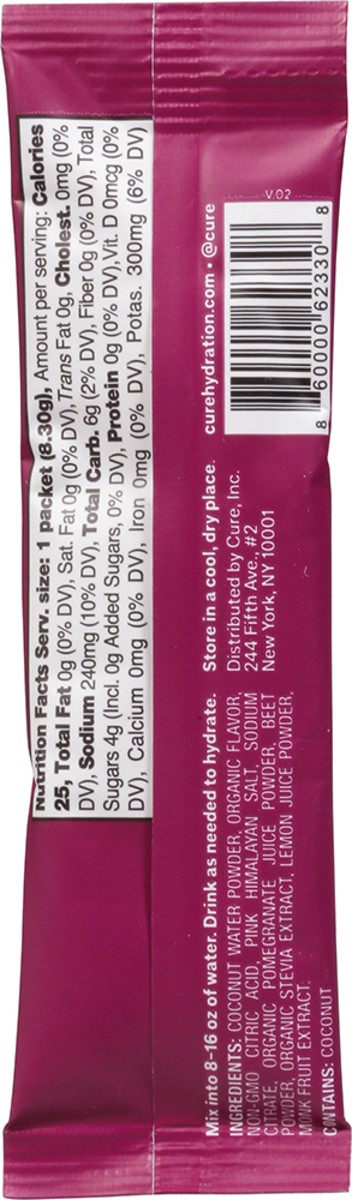 Nutrition Facts Serv. size: 1 packet (8.30g), Amount per serving: Calories
25, Total Fat 0g (0% DV), Sat. Fat 0g (0% DV), Trans Fat 0g, Cholest. 0mg (0%
DV), Sodium 240mg (10% DV), Total Carb. 6g (2% DV), Fiber 0g (0% DV), Total
Sugars 4g (Incl. 0g Added Sugars, 0% DV), Protein 0g (0% DV), Vit. D 0mcg (0%
DV), Calcium 0mg (0% DV), Iron 0mg (0% DV), Potas. 300mg (6% DV)
Mix into 8-16 oz of water. Drink as needed to hydrate.
INGREDIENTS: COCONUT WATER POWDER, ORGANIC FLAVOR,
NON-GMO CITRIC ACID, PINK HIMALAYAN SALT, SODIUM
CITRATE, ORGANIC POMEGRANATE JUICE POWDER, BEET
POWDER, ORGANIC STEVIA EXTRACT, LEMON JUICE POWDER,
MONK FRUIT EXTRACT.
CONTAINS: COCONUT
Store in a cool, dry place.
Distributed by Cure, Inc.
244 Fifth Ave., #2
New York, NY 10001
curehydration.com • @cure
V.02
8 60000 62330 8